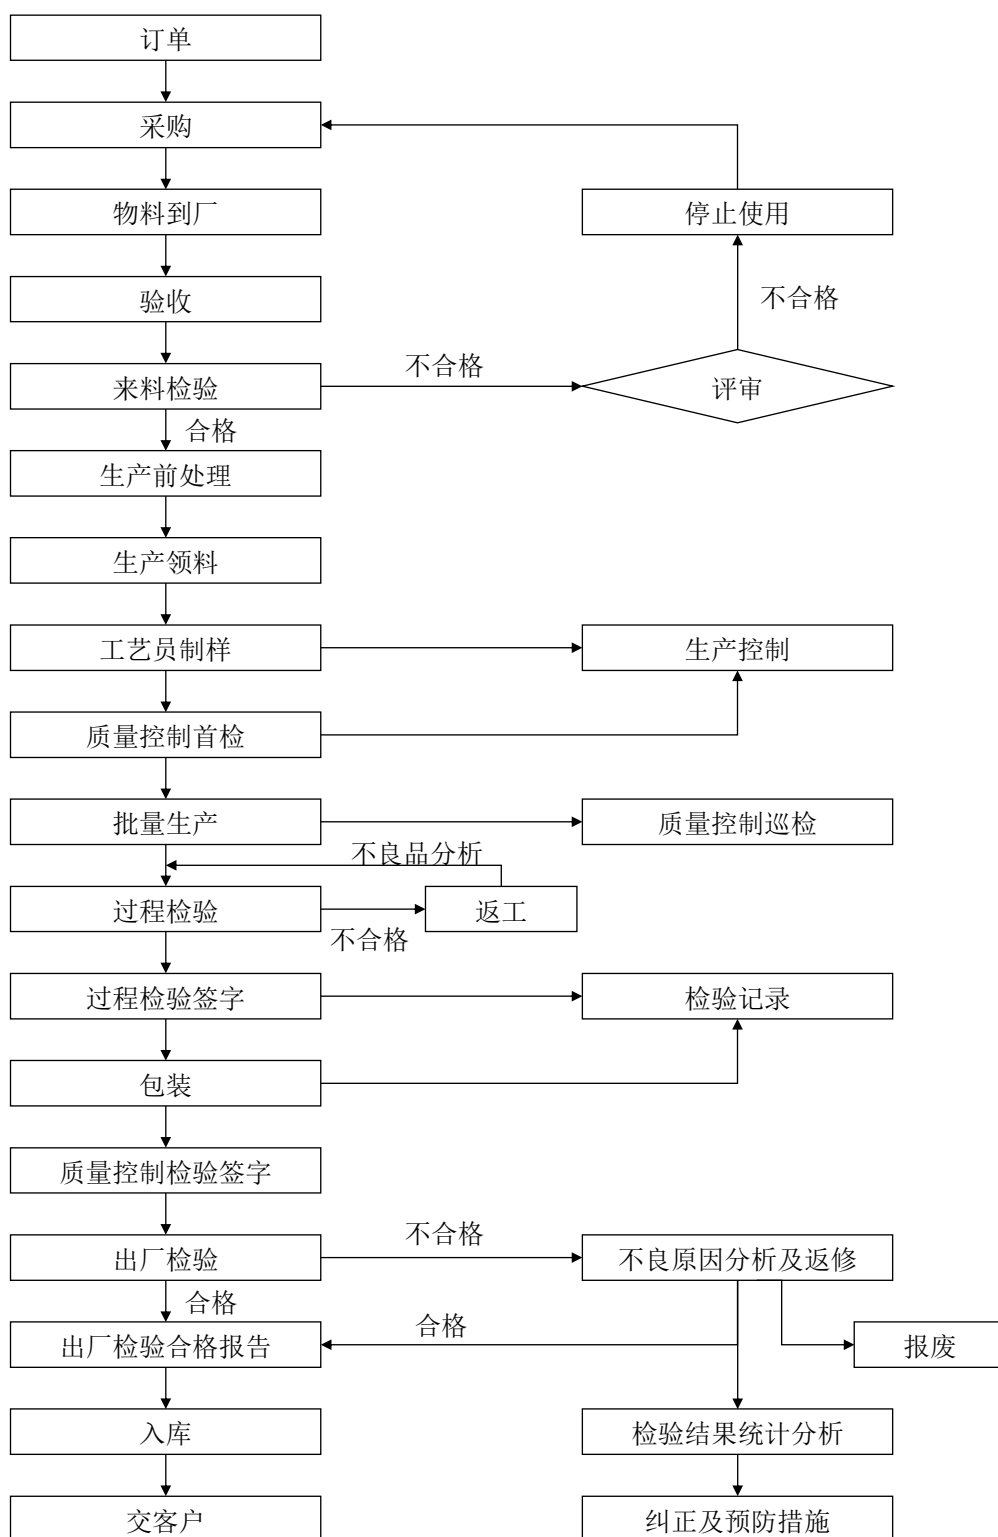 订单
采购
物料到厂
停止使用
验收
不合格
来料检验
不合格
评审
合格
生产前处理
生产领料
工艺员制样
生产控制
质量控制首检
批量生产
质量控制巡检
不良品分析
过程检验
返工
不合格
过程检验签字
检验记录
包装
质量控制检验签字
出厂检验
不合格
不良原因分析及返修
合格
出厂检验合格报告
合格
报废
入库
检验结果统计分析
交客户
纠正及预防措施